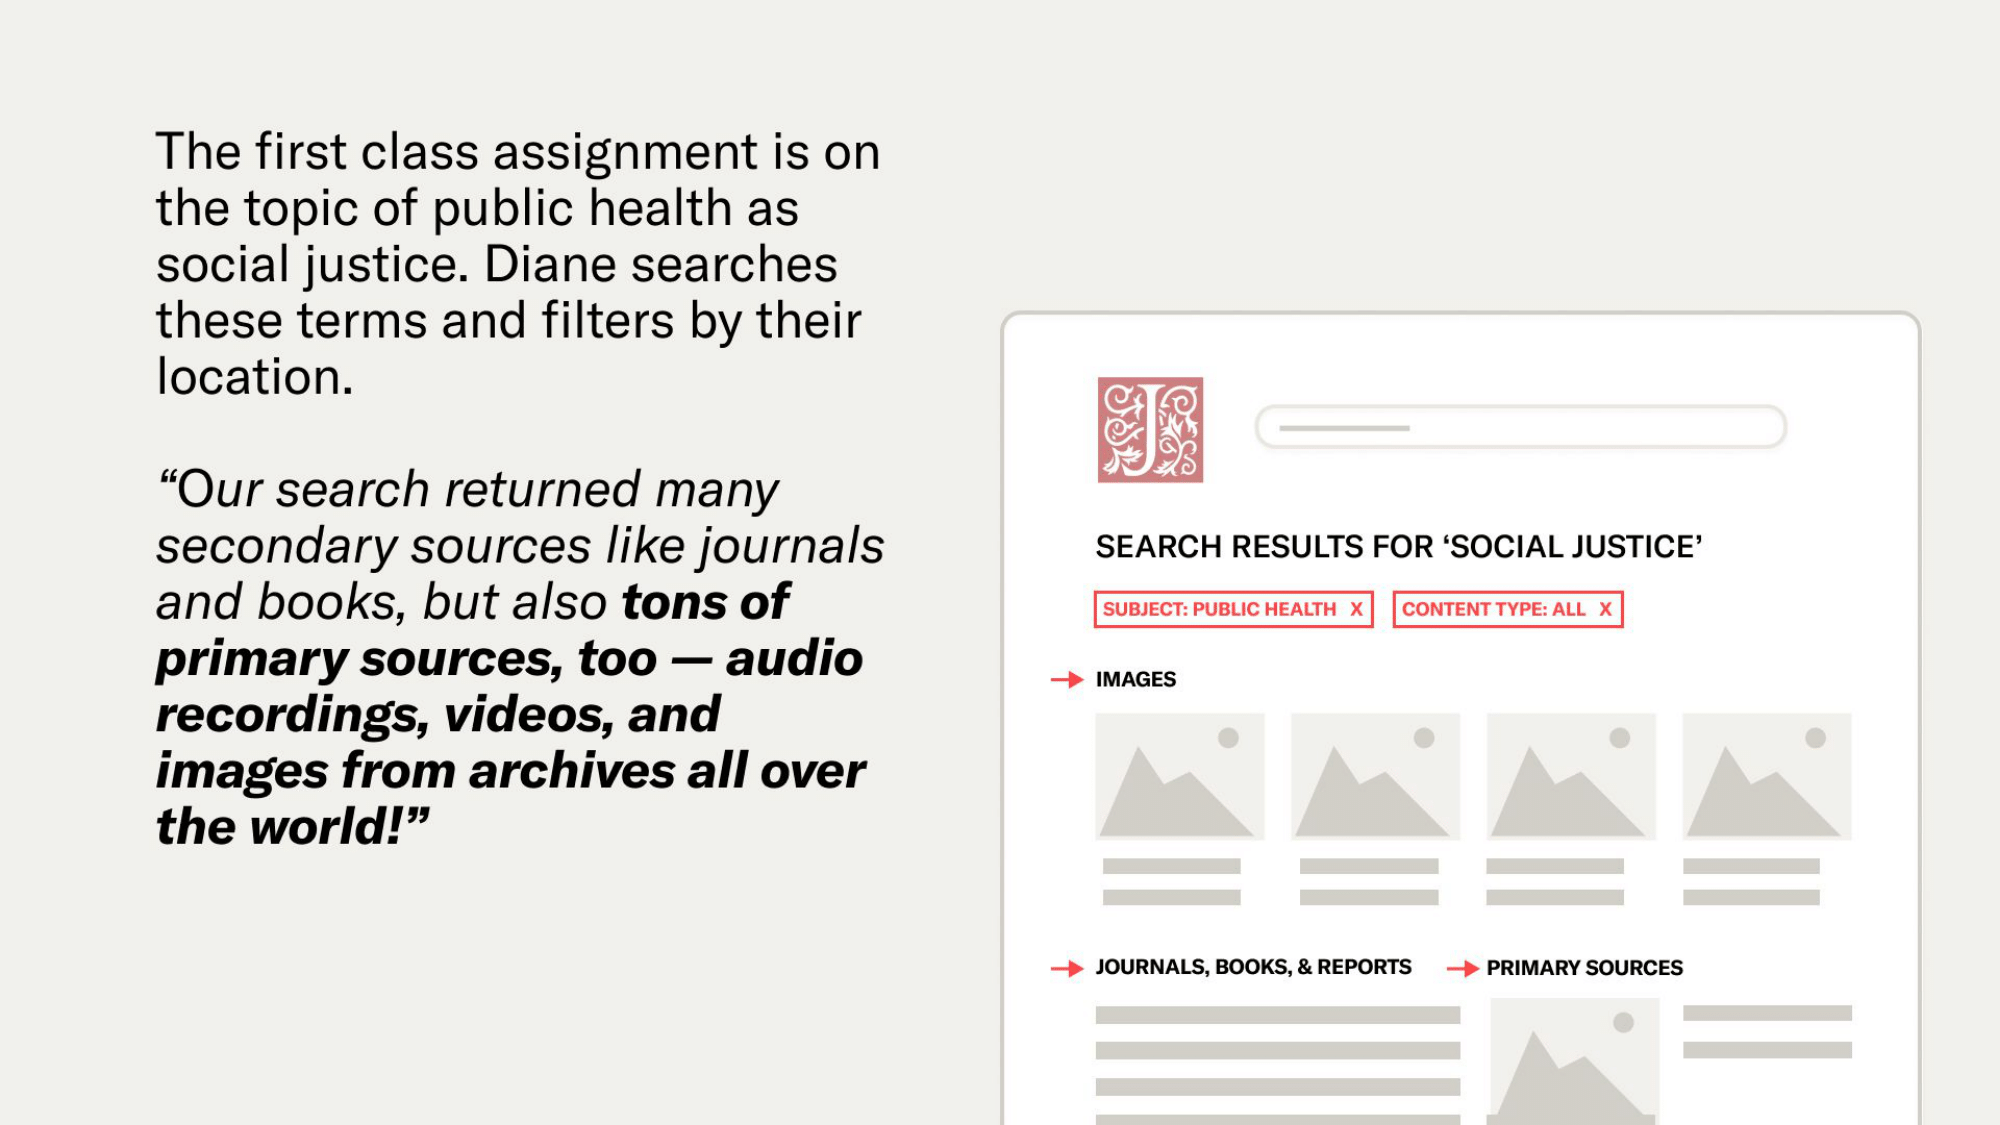 The first class assignment is on
the topic of public health as
social justice. Diane searches
these terms and filters by their
location.
“Our search returned many
secondary sources like journals
and books, but also tons of
primary sources, too — audio
recordings, videos, and
images from archives all over
the world!”
J
SEARCH RESULTS FOR ‘SOCIAL JUSTICE’
SUBJECT: PUBLIC HEALTH X
CONTENT TYPE: ALL X
IMAGES
JOURNALS, BOOKS, & REPORTS
PRIMARY SOURCES